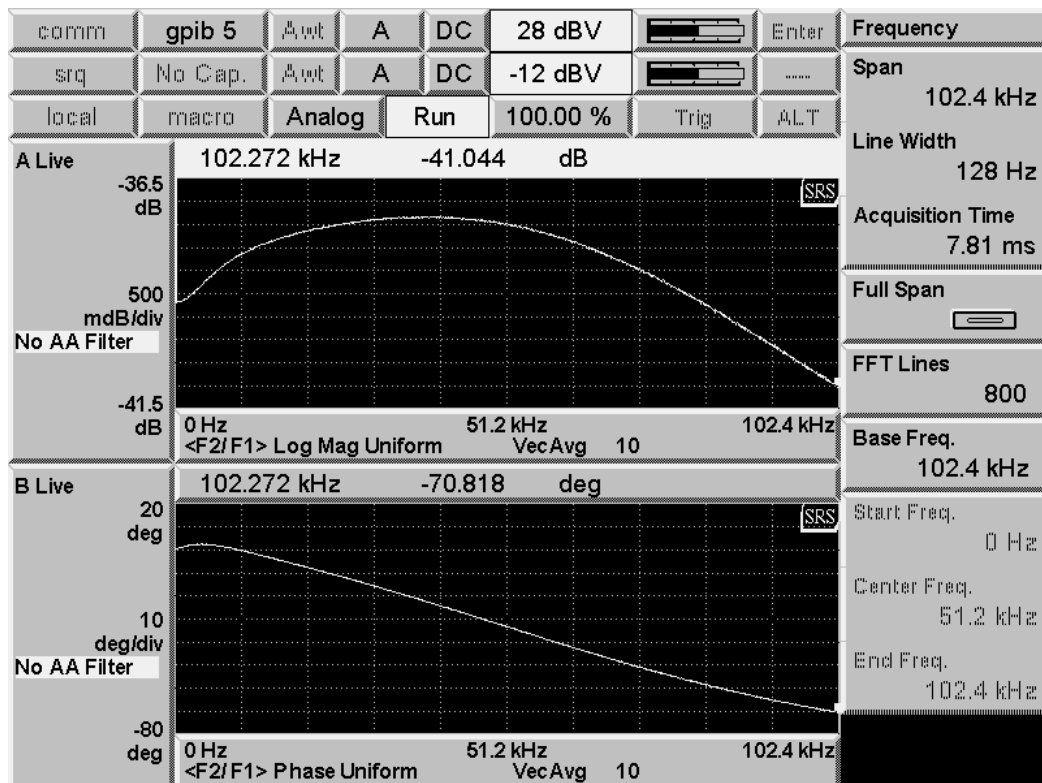 comm gpib 5 Awt A DC 28 dBV Enter
srq No Cap. Awt A DC -12 dBV
local macro Analog Run 100.00 % Trig ALT
A Live 102.272 kHz -41.044 dB
-36.5
dB
SRS
500
mdB/div
No AA Filter
-41.5
dB
0 Hz 51.2 kHz 102.4 kHz
<F2/F1> Log Mag Uniform VecAvg 10
B Live 102.272 kHz -70.818 deg
20
deg
SRS
10
deg/div
No AA Filter
-80
deg
0 Hz 51.2 kHz 102.4 kHz
<F2/F1> Phase Uniform VecAvg 10
Frequency
Span
102.4 kHz
Line Width
128 Hz
Acquisition Time
7.81 ms
Full Span
FFT Lines
800
Base Freq.
102.4 kHz
Start Freq.
0 Hz
Center Freq.
51.2 kHz
End Freq.
102.4 kHz